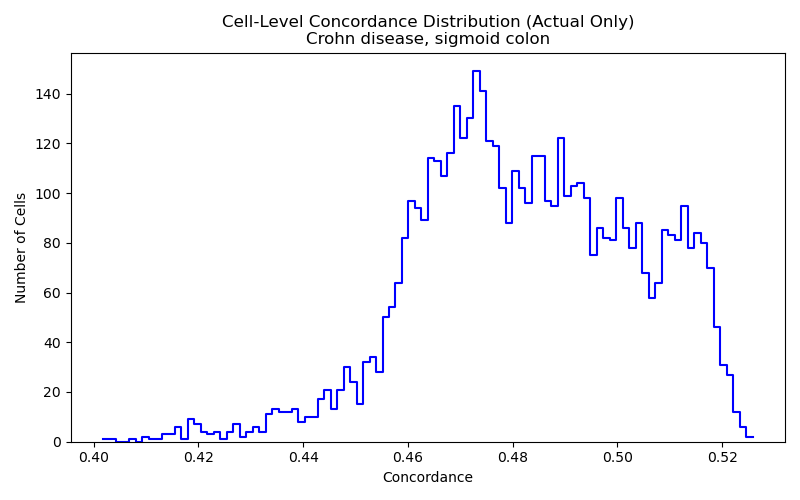 Cell-Level Concordance Distribution (Actual Only)
Crohn disease, sigmoid colon
Number of Cells
140
120
100
80
60
40
20
0
0.40 0.42 0.44 0.46 0.48 0.50 0.52
Concordance